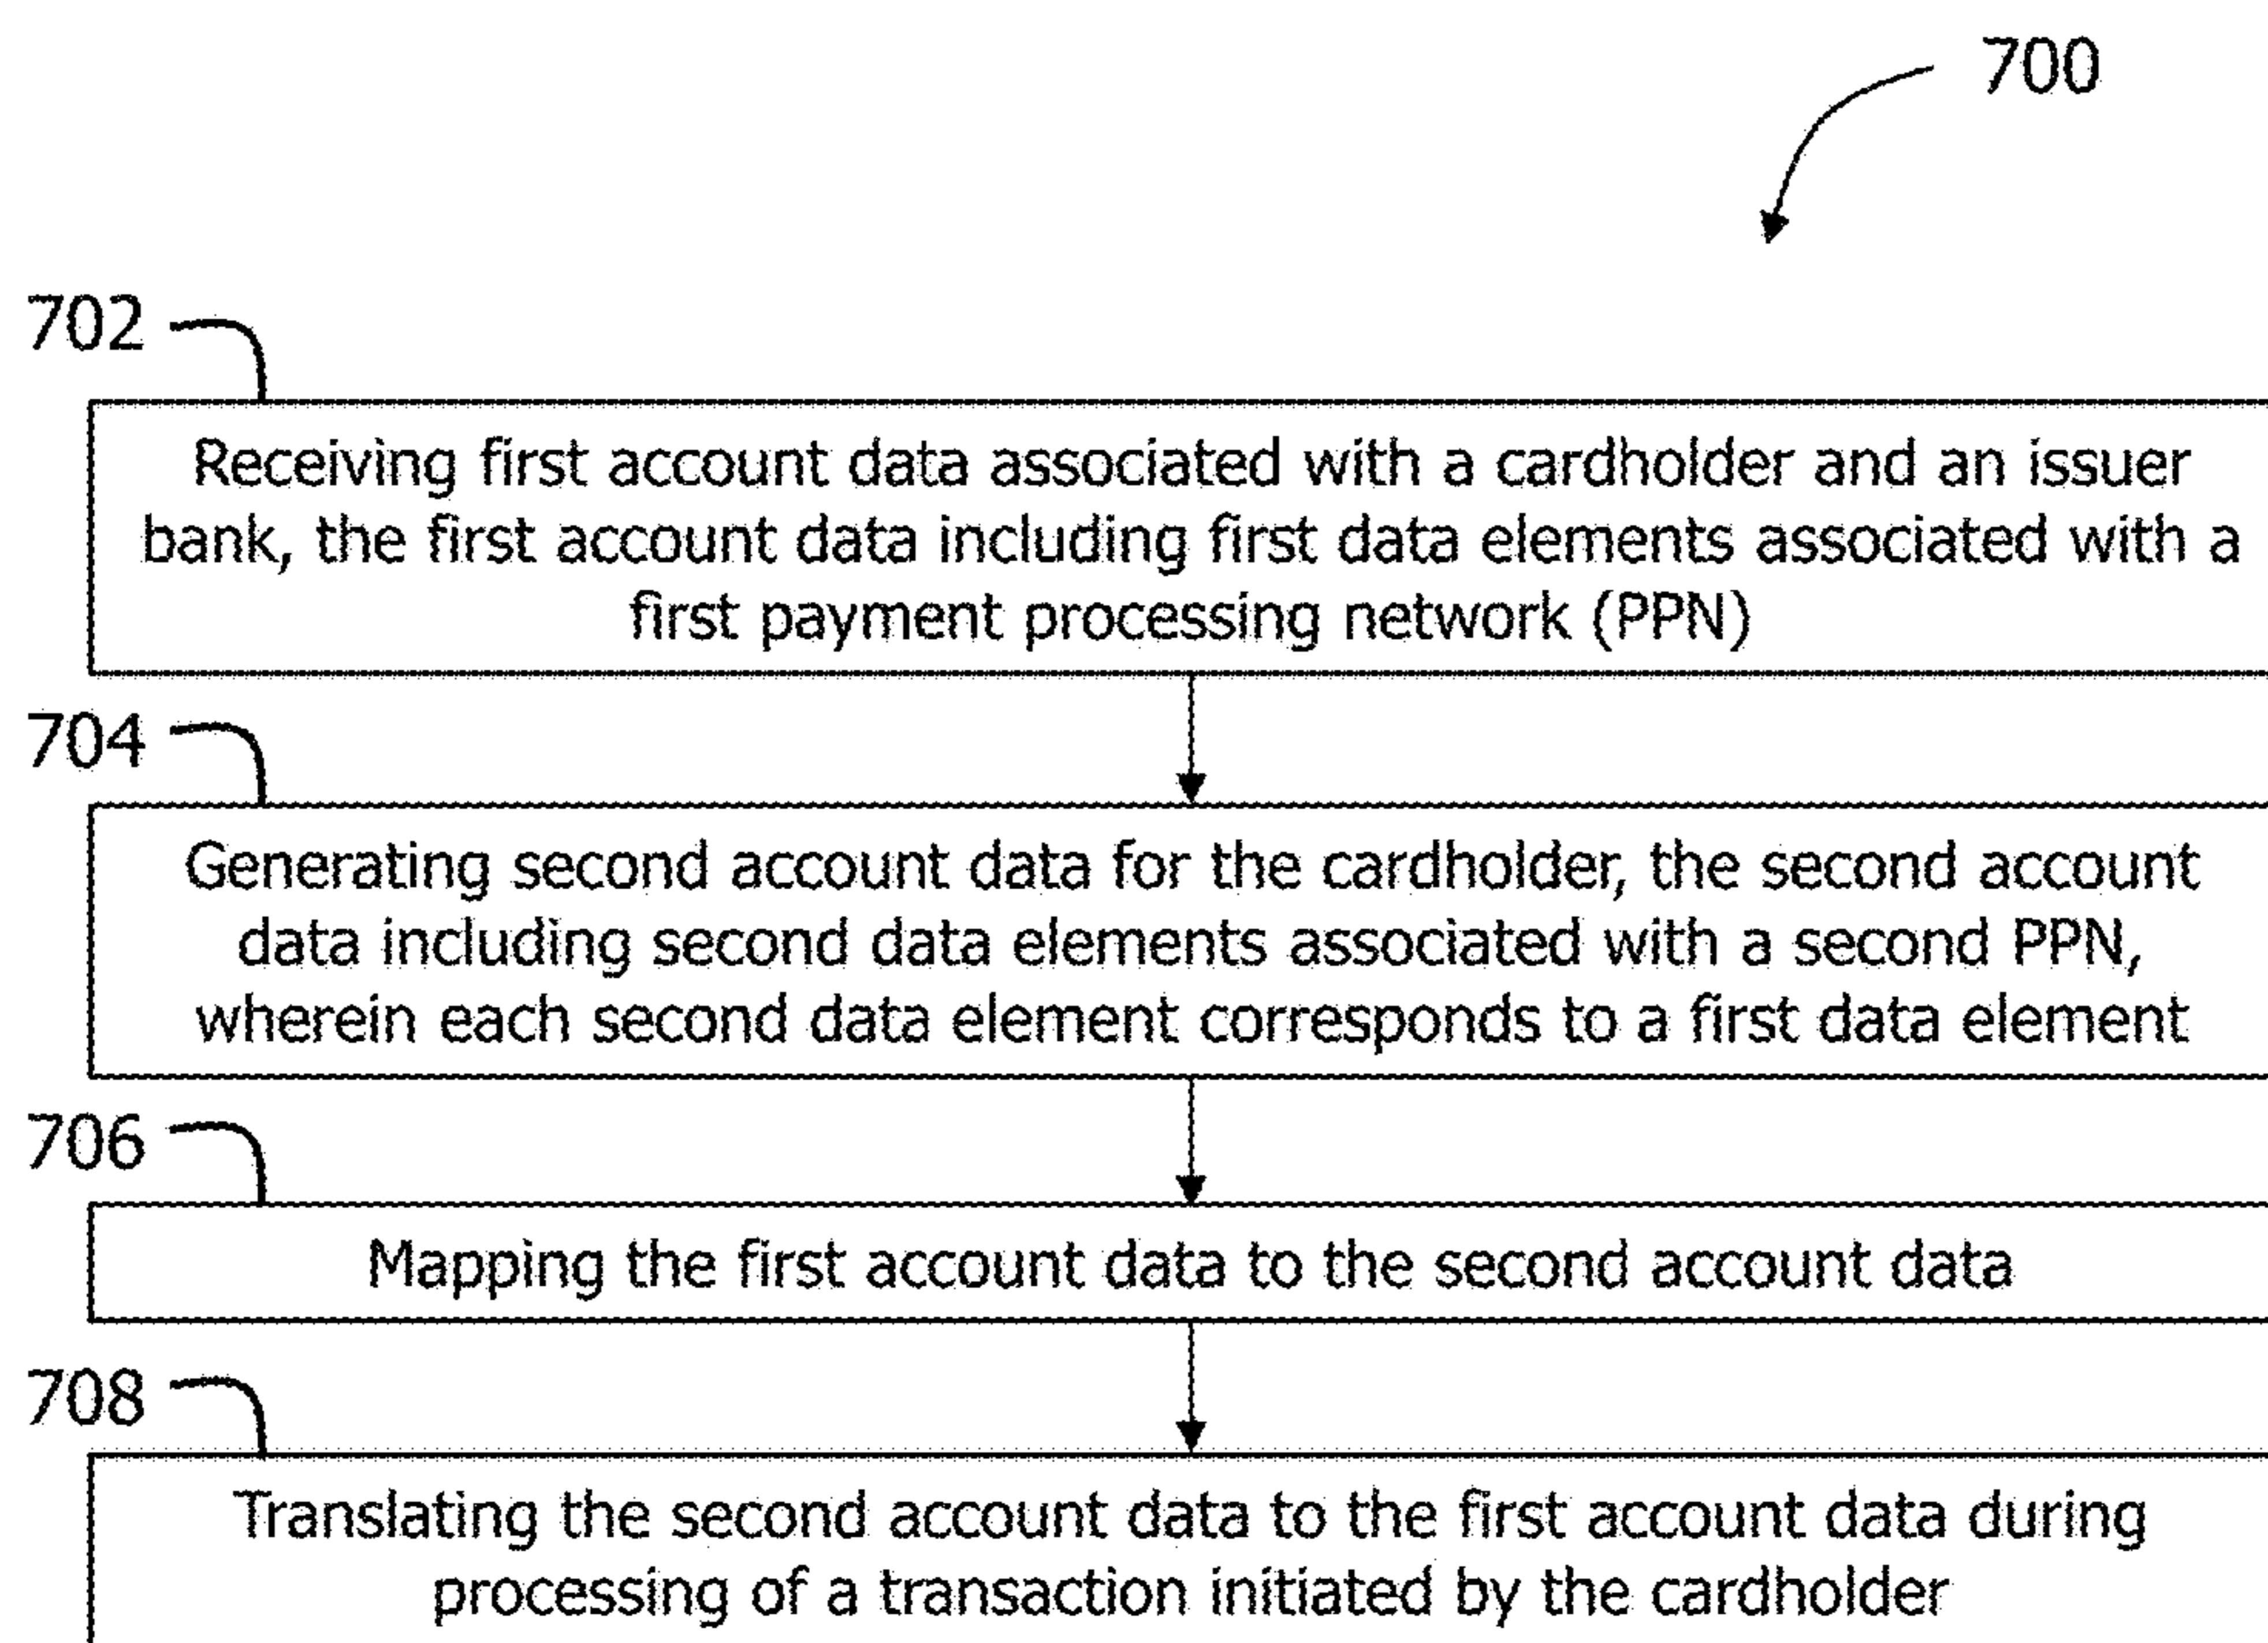 700
702
Receiving first account data associated with a cardholder and an issuer
bank, the first account data including first data elements associated with a
first payment processing network (PPN)
704
Generating second account data for the cardholder, the second account
data including second data elements associated with a second PPN,
wherein each second data element corresponds to a first data element
706
Mapping the first account data to the second account data
708
Translating the second account data to the first account data during
processing of a transaction initiated by the cardholder